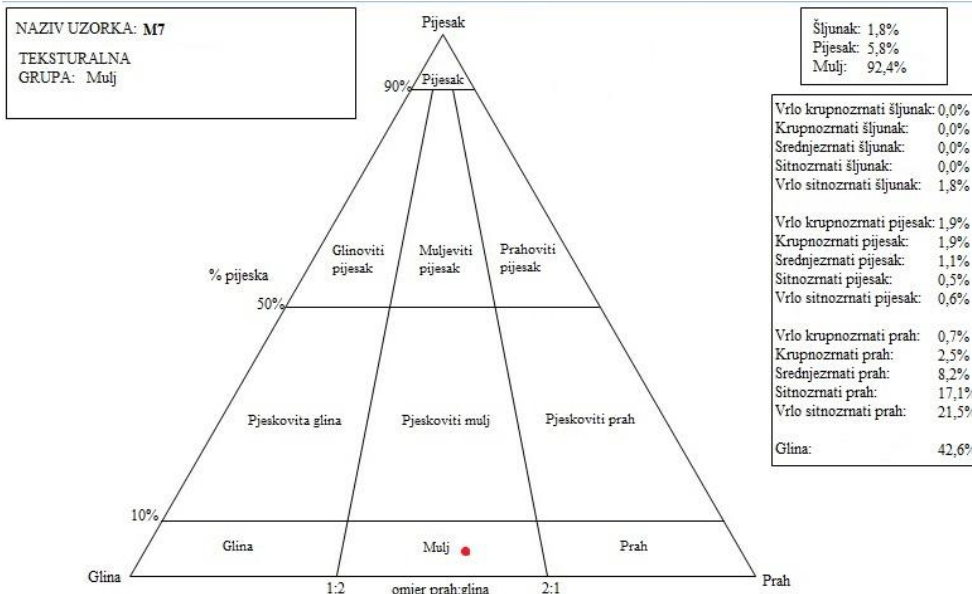 NAZIV UZORKA: M7
TEKSTURALNA
GRUPA: Mulj
Pijesak
Pijesak
90%
Glinoviti
pijesak
Muljeviti
pijesak
Prahoviti
pijesak
% pijeska
50%
Pjeskovita glina
Pjeskoviti mulj
Pjeskoviti prah
10%
Glina
Mulj
Prah
Glina
1:2
omjer prah:glina
2:1
Prah
Šljunak: 1,8%
Pijesak: 5,8%
Mulj: 92,4%
Vrlo krupnozrnati šljunak: 0,0%
Krupnozrnati šljunak: 0,0%
Srednjezrnati šljunak: 0,0%
Sitnozrnati šljunak: 0,0%
Vrlo sitnozrnati šljunak: 1,8%
Vrlo krupnozrnati pijesak: 1,9%
Krupnozrnati pijesak: 1,9%
Srednjezrnati pijesak: 1,1%
Sitnozrnati pijesak: 0,5%
Vrlo sitnozrnati pijesak: 0,6%
Vrlo krupnozrnati prah: 0,7%
Krupnozrnati prah: 2,5%
Srednjezrnati prah: 8,2%
Sitnozrnati prah: 17,1%
Vrlo sitnozrnati prah: 21,5%
Glina: 42,6%